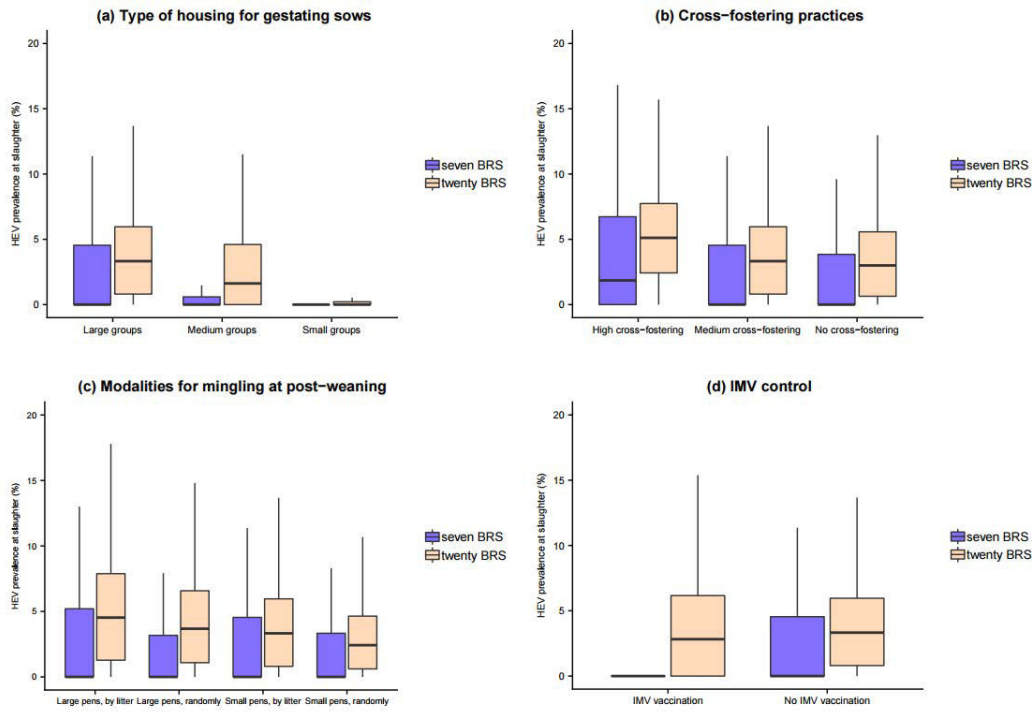 (a) Type of housing for gestating sows
HEV prevalence at slaughter (%)
20
15
10
5
0
Large groups
Medium groups
Small groups
seven BRS
twenty BRS
(b) Cross−fostering practices
HEV prevalence at slaughter (%)
20
15
10
5
0
High cross−fostering
Medium cross−fostering
No cross−fostering
seven BRS
twenty BRS
(c) Modalities for mingling at post−weaning
HEV prevalence at slaughter (%)
20
15
10
5
0
Large pens, by litter
Large pens, randomly
Small pens, by litter
Small pens, randomly
seven BRS
twenty BRS
(d) IMV control
HEV prevalence at slaughter (%)
20
15
10
5
0
IMV vaccination
No IMV vaccination
seven BRS
twenty BRS